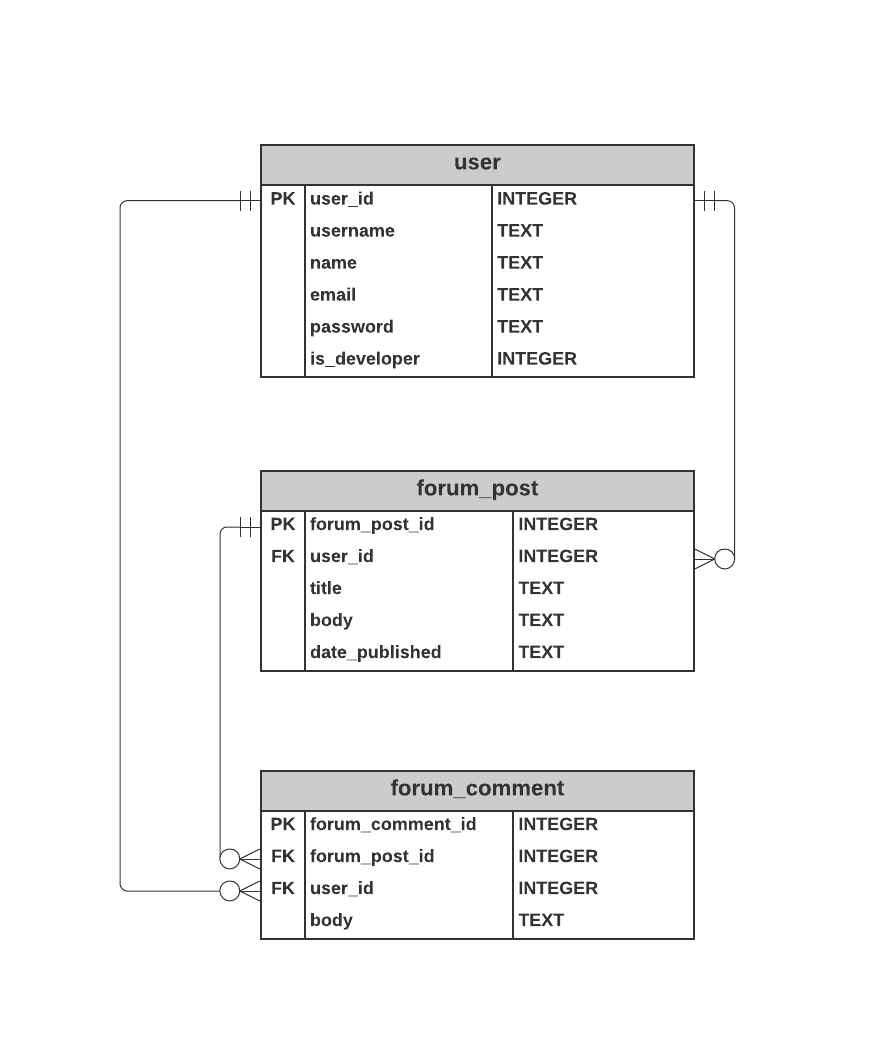 user
PK user_id INTEGER
username TEXT
name TEXT
email TEXT
password TEXT
is_developer INTEGER
forum_post
PK forum_post_id INTEGER
FK user_id INTEGER
title TEXT
body TEXT
date_published TEXT
forum_comment
PK forum_comment_id INTEGER
FK forum_post_id INTEGER
FK user_id INTEGER
body TEXT